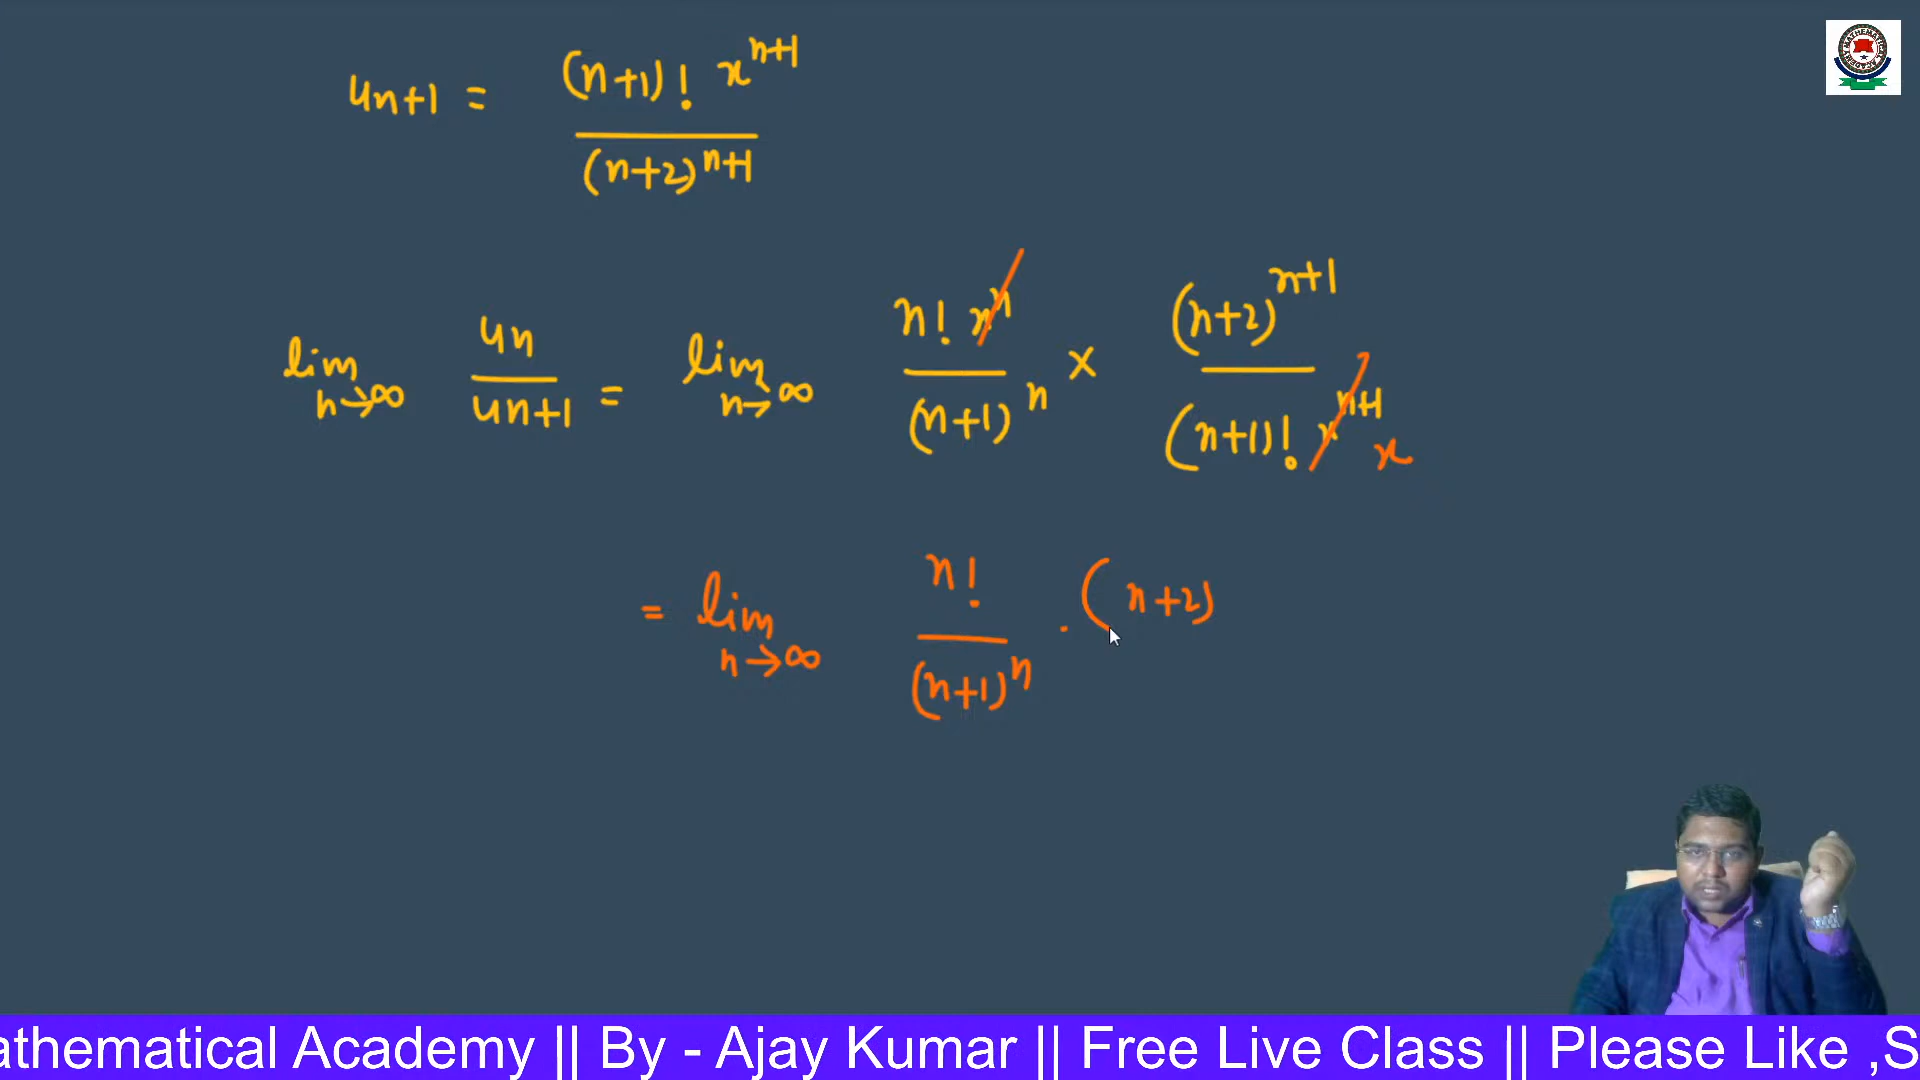 un+1 = (n+1)! x^(n+1) / (n+2)^(n+1)
lim n→∞ un / un+1 = lim n→∞ n! x^n / (n+1)^n × (n+2)^(n+1) / (n+1)! x^(n+1) x
= lim n→∞ n! / (n+1)^n . (n+2)
athematical Academy || By - Ajay Kumar || Free Live Class || Please Like ,S